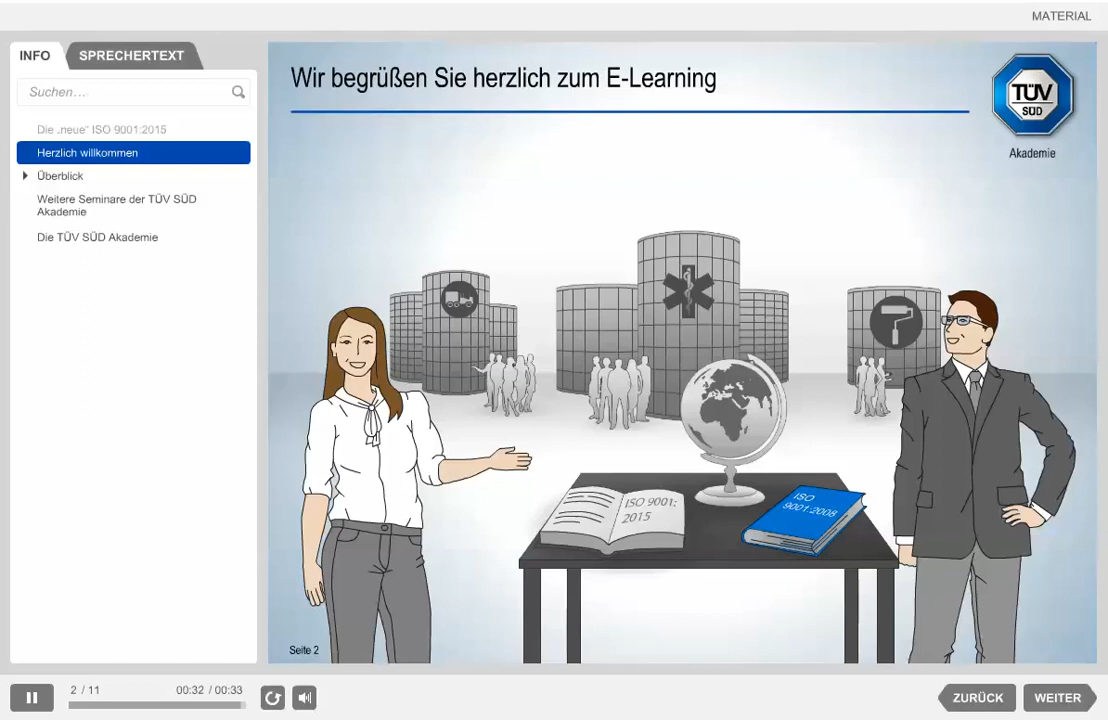 MATERIAL
INFO
SPRECHERTEXT
Suchen....
Die „neue“ ISO 9001:2015
Herzlich willkommen
Überblick
Weitere Seminare der TÜV SÜD
Akademie
Die TÜV SÜD Akademie
Wir begrüßen Sie herzlich zum E-Learning
TÜV
SÜD
Akademie
ISO 9001:
2015
ISO
9001:2008
Seite 2
2 / 11
00:32 / 00:33
ZURÜCK
WEITER